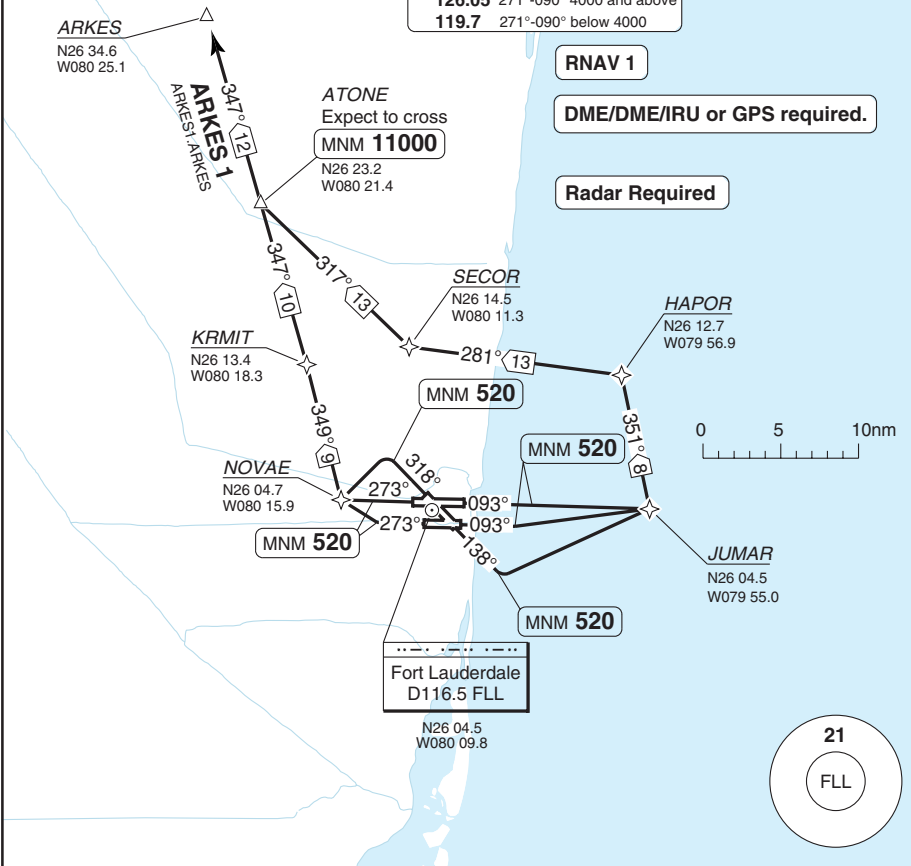 126.05 271°-090° 4000 and above
119.7 271°-090° below 4000
RNAV 1
DME/DME/IRU or GPS required.
Radar Required
ARKES
N26 34.6
W080 25.1
347°
12
ARKES 1
ARKES1.ARKES
ATONE
Expect to cross
MNM 11000
N26 23.2
W080 21.4
347°
10
317°
13
SECOR
N26 14.5
W080 11.3
281°
13
HAPOR
N26 12.7
W079 56.9
KRMIT
N26 13.4
W080 18.3
349°
9
351°
8
0 5 10nm
MNM 520
MNM 520
NOVAE
N26 04.7
W080 15.9
318°
273°
093°
273°
093°
138°
MNM 520
MNM 520
JUMAR
N26 04.5
W079 55.0
Fort Lauderdale
D116.5 FLL
N26 04.5
W080 09.8
21
FLL